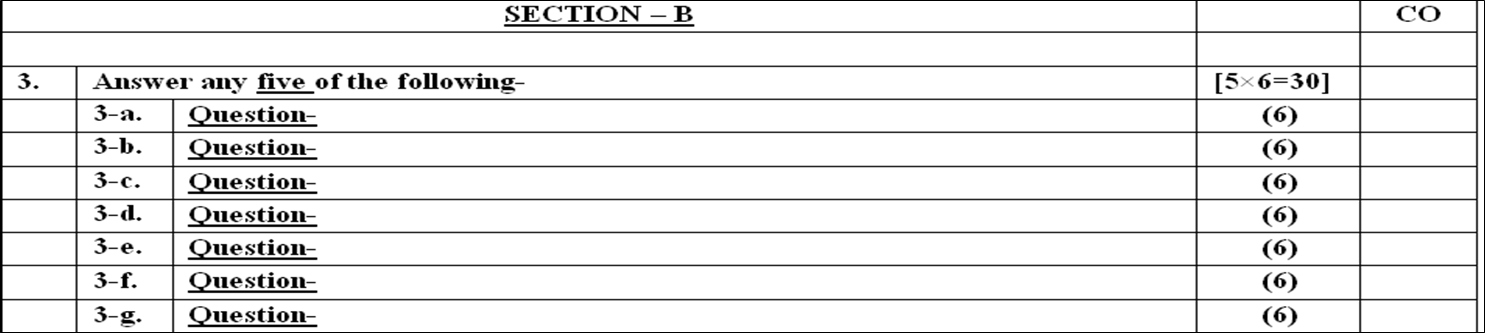 SECTION – B CO
3. Answer any five of the following- [5×6=30]
3-a. Question- (6)
3-b. Question- (6)
3-c. Question- (6)
3-d. Question- (6)
3-e. Question- (6)
3-f. Question- (6)
3-g. Question- (6)